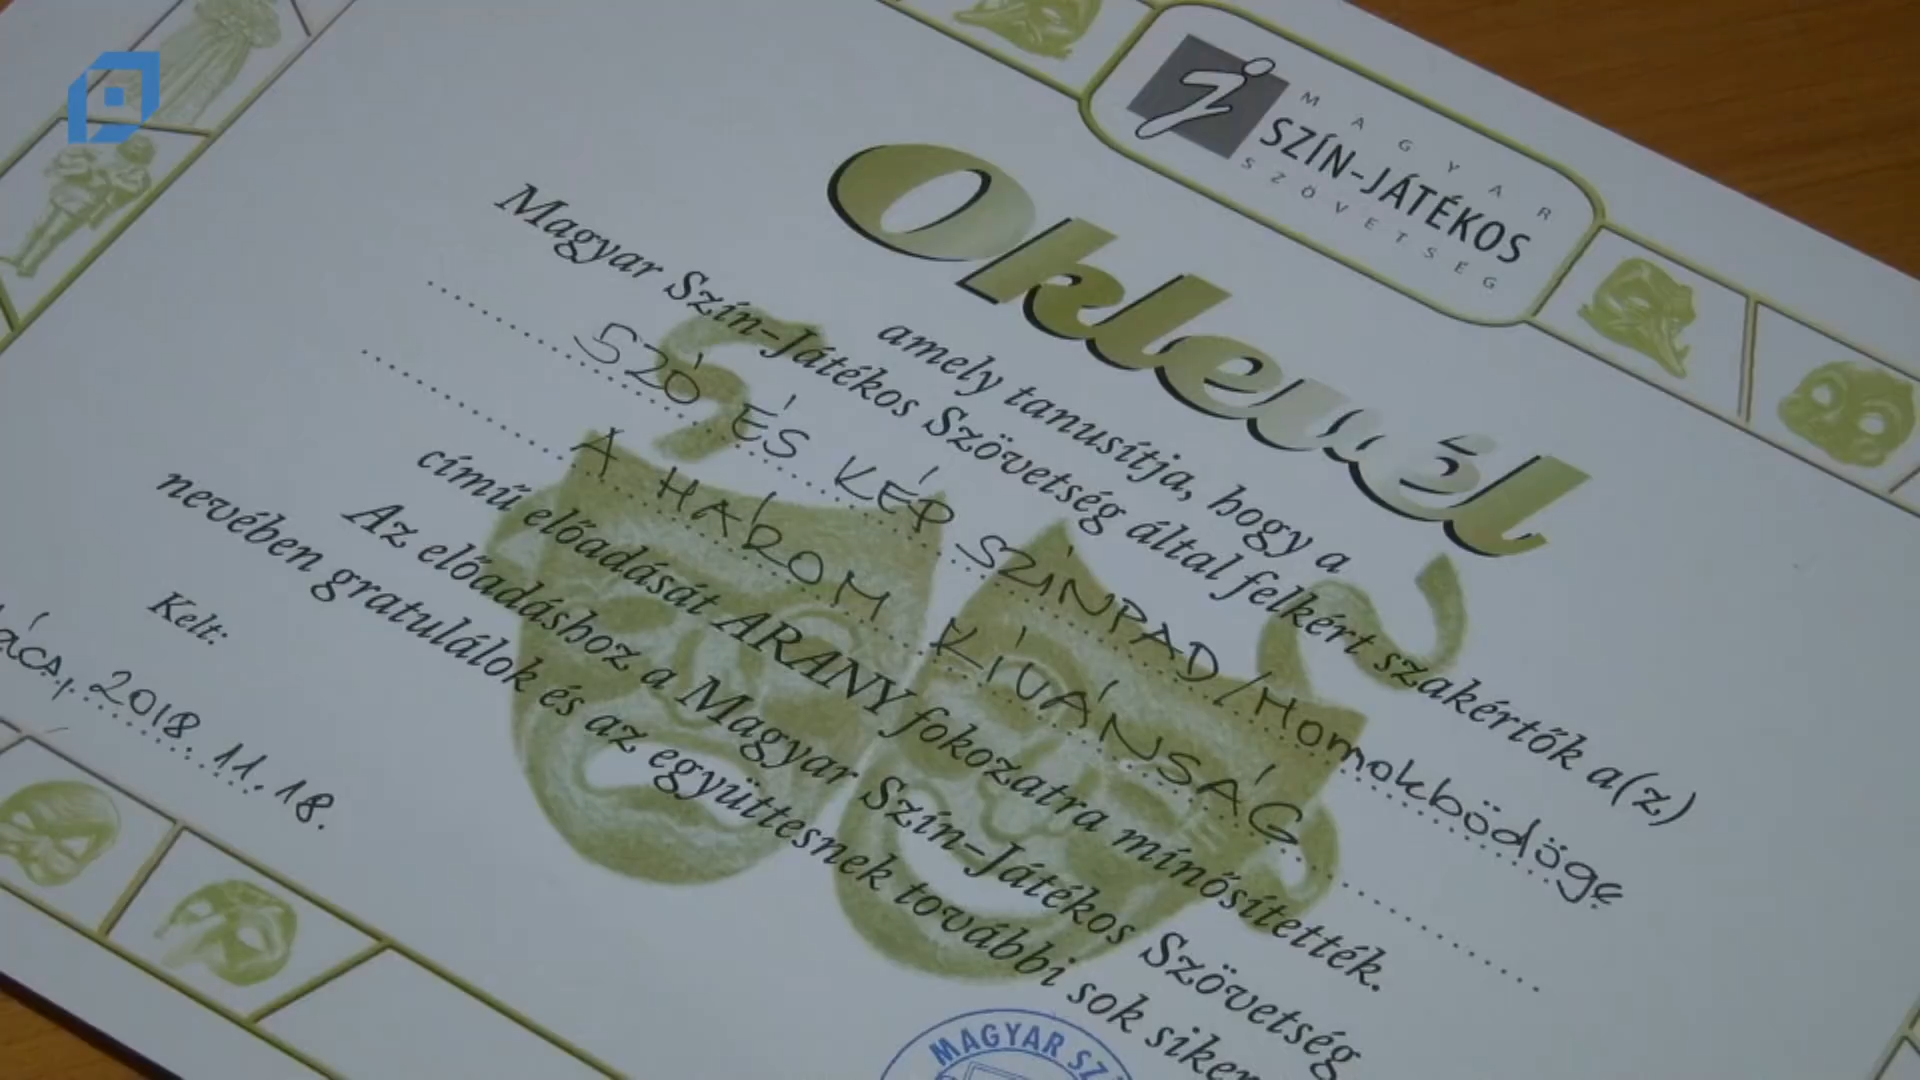 MAGYAR
SZÍN-JÁTÉKOS
SZÖVETSÉG
Oklevél
amely tanusítja, hogy a
Magyar Szín-Játékos Szövetség által felkért szakértők a(z)
SZÓ ÉS KÉP SZÍNPAD/Homokbödöge
A HÁROM KÍVÁNSÁG
című előadását ARANY fokozatra mínősítették.
Az előadáshoz a Magyar Szín-Játékos Szövetség
nevében gratulálok és az együttesnek további sok siker
Kelt:
2018. 11. 18.
MAGYAR SZ